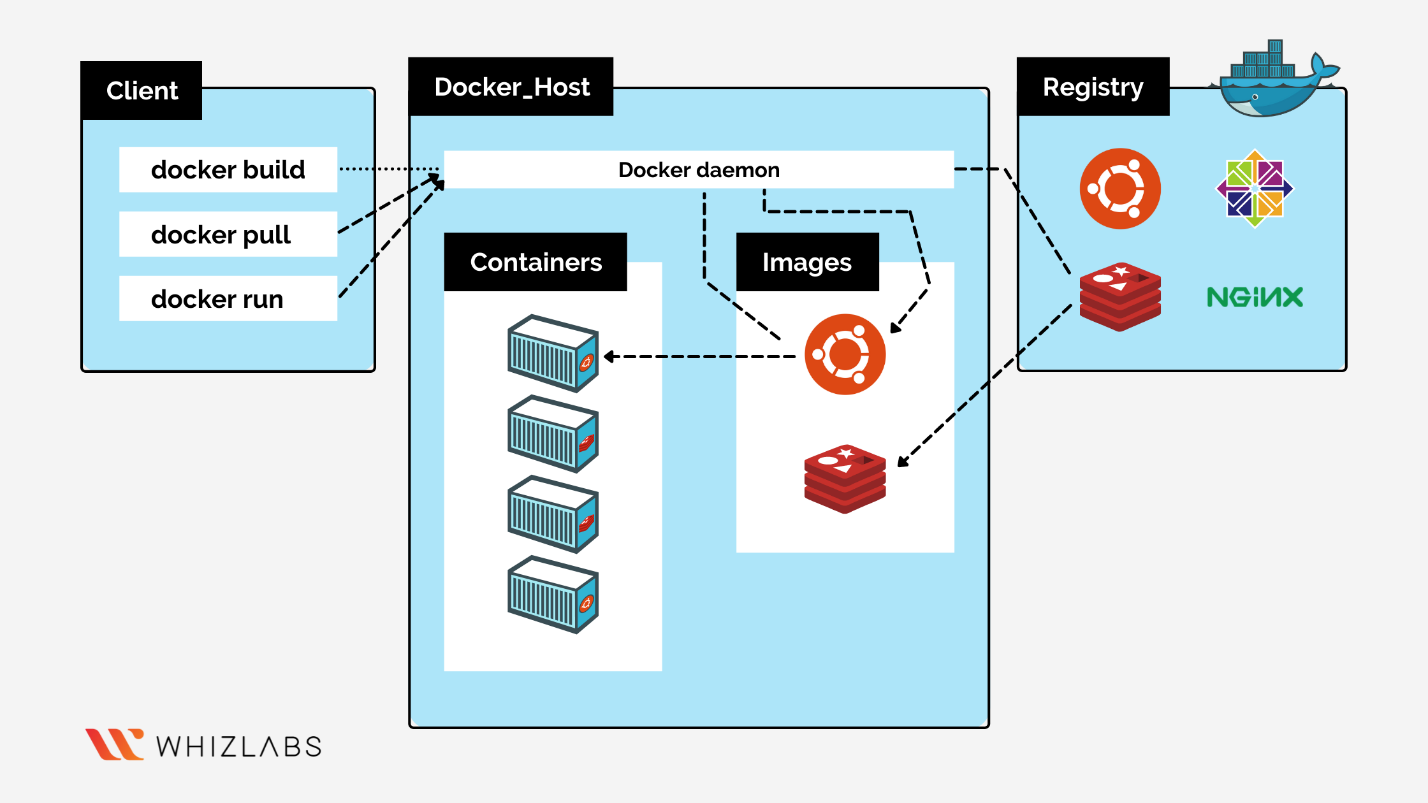 Client
docker build
docker pull
docker run
Docker_Host
Docker daemon
Containers
Images
Registry
NGiNX
WHIZLABS